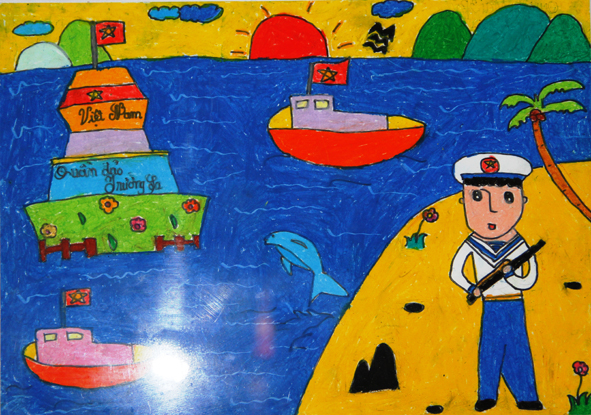 Việt Nam
Quần đảo
Trường Sa